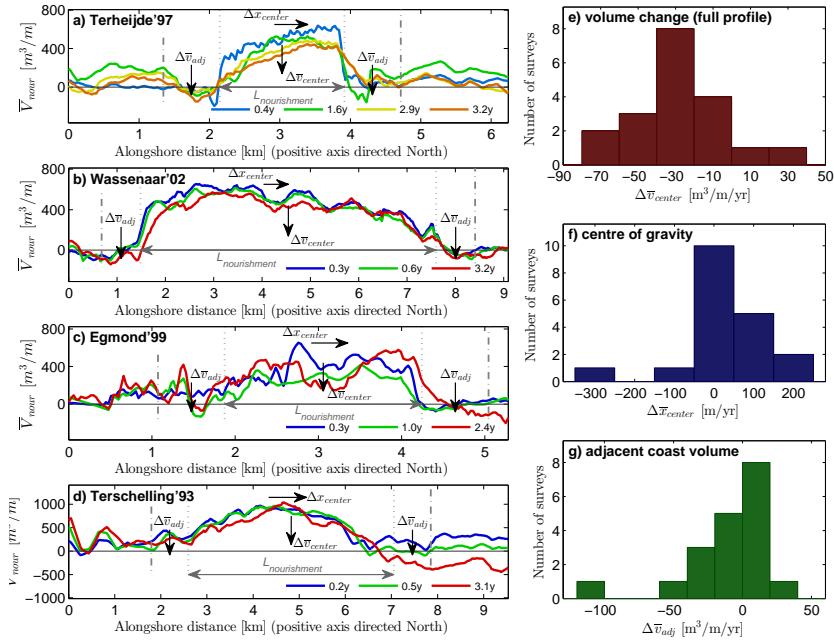 a) Terheijde'97
Δx_center
Δv̅_adj
Δv̅_adj
Δv̅_center
L_nourishment
0.4y 1.6y 2.9y 3.2y
V̅_nour [m³/m]
800
400
0
0 1 2 3 4 5 6
Alongshore distance [km] (positive axis directed North)
b) Wassenaar'02
Δx_center
Δv̅_adj
Δv̅_adj
Δv̅_center
L_nourishment
0.3y 0.6y 3.2y
V̅_nour [m³/m]
800
400
0
0 1 2 3 4 5 6 7 8 9
Alongshore distance [km] (positive axis directed North)
c) Egmond'99
Δx_center
Δv̅_adj
Δv̅_adj
Δv̅_center
L_nourishment
0.3y 1.0y 2.4y
V̅_nour [m³/m]
800
400
0
0 1 2 3 4 5
Alongshore distance [km] (positive axis directed North)
d) Terschelling'93
Δx_center
Δv̅_adj
Δv̅_adj
Δv̅_center
L_nourishment
0.2y 0.5y 3.1y
1000
500
0
−500
−1000
0 1 2 3 4 5 6 7 8 9
Alongshore distance [km] (positive axis directed North)
e) volume change (full profile)
Number of surveys
8
6
4
2
0
−90 −70 −50 −30 −10 10 30 50
Δv̅_center [m³/m/yr]
f) centre of gravity
Number of surveys
10
5
0
−300 −200 −100 0 100 200
Δx̅_center [m/yr]
g) adjacent coast volume
Number of surveys
8
6
4
2
0
−100 −50 0 50
Δv̅_adj [m³/m/yr]